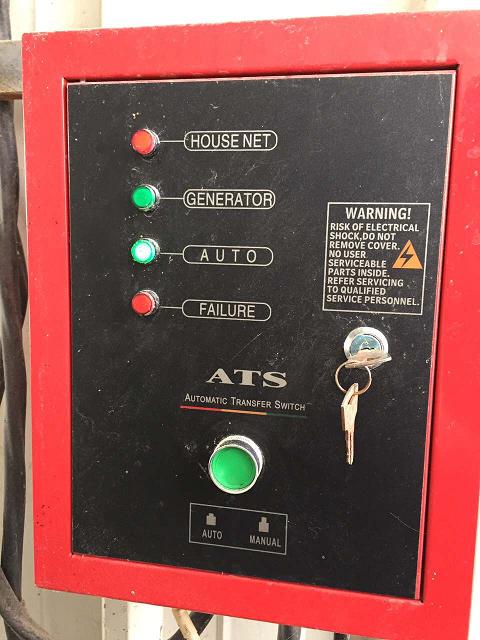 HOUSE NET
GENERATOR
AUTO
FAILURE
WARNING!
RISK OF ELECTRICAL
SHOCK,DO NOT
REMOVE COVER.
NO USER
SERVICEABLE
PARTS INSIDE.
REFER SERVICING
TO QUALIFIED
SERVICE PERSONNEL.
ATS
AUTOMATIC TRANSFER SWITCH
AUTO
MANUAL